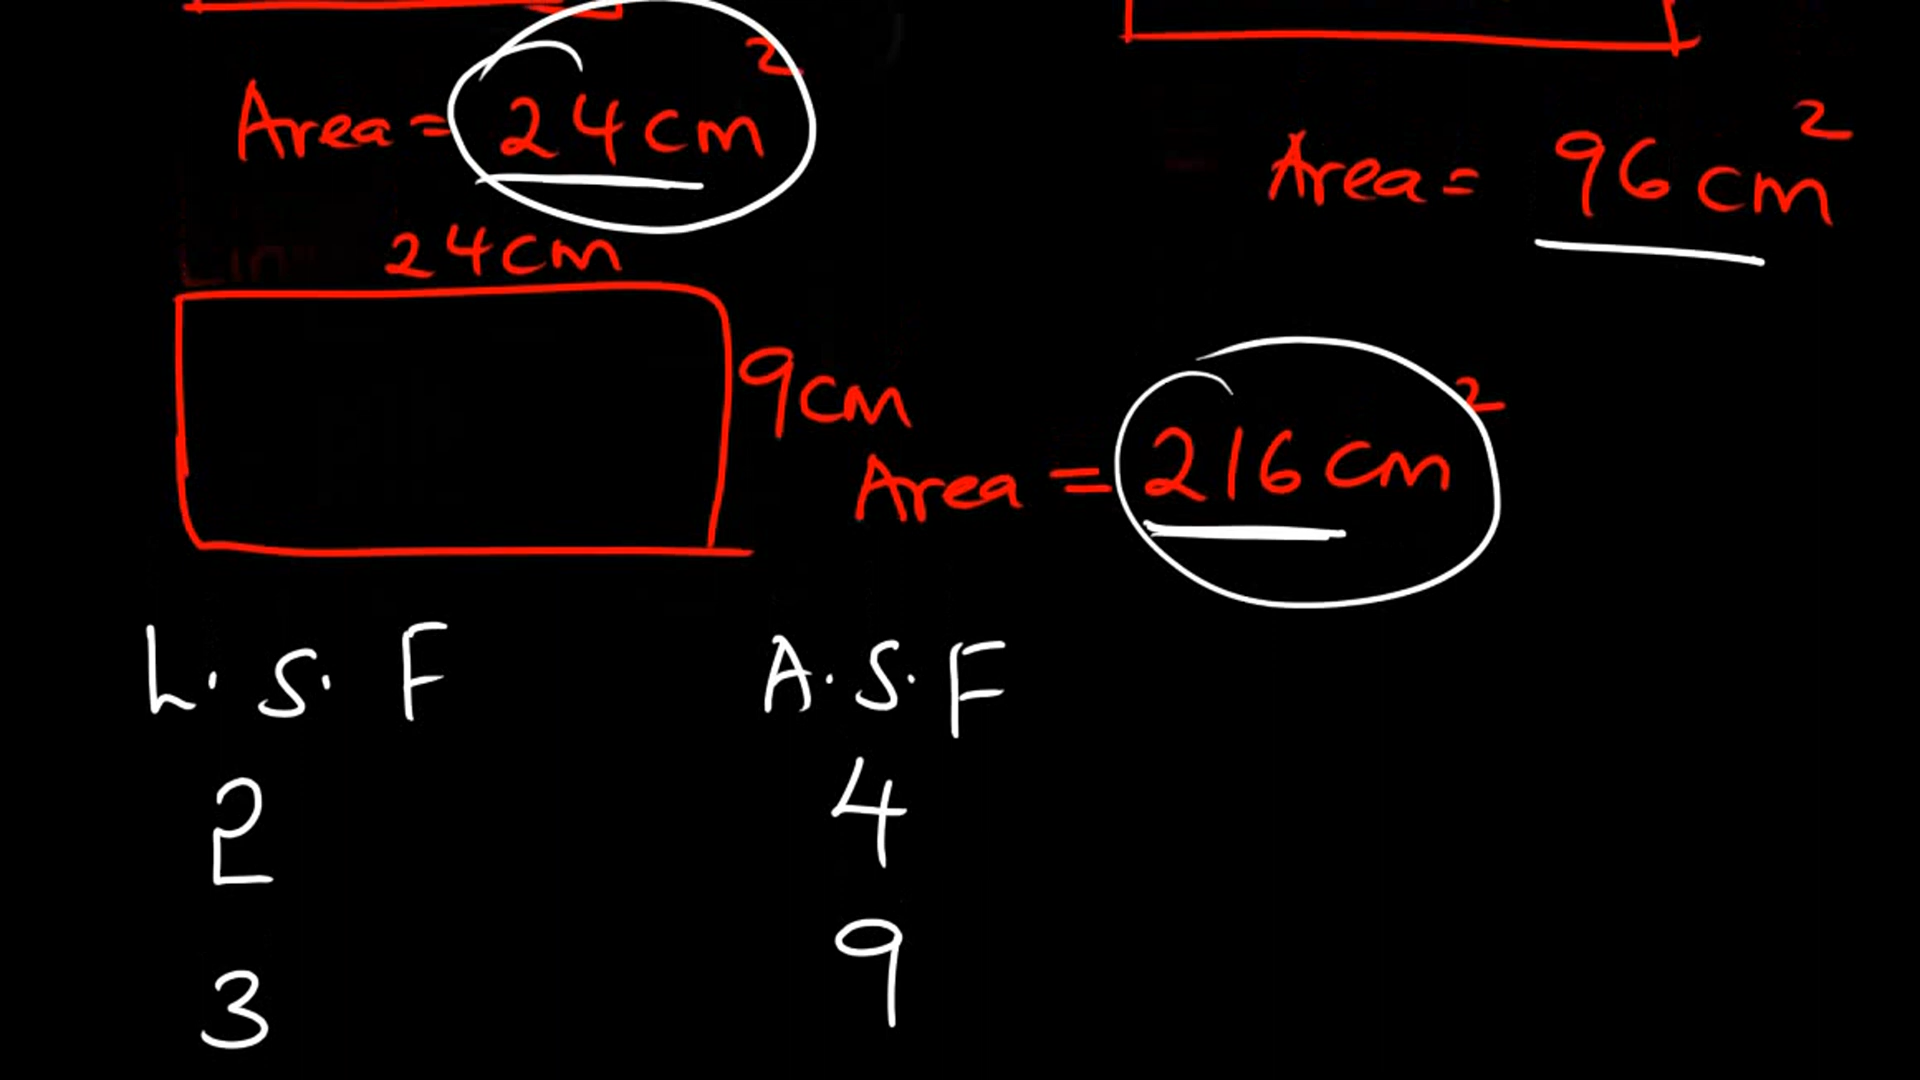 Area = 24cm²
Area = 96cm²
24cm
9cm
Area = 216cm²
L.S.F A.S.F
2 4
3 9